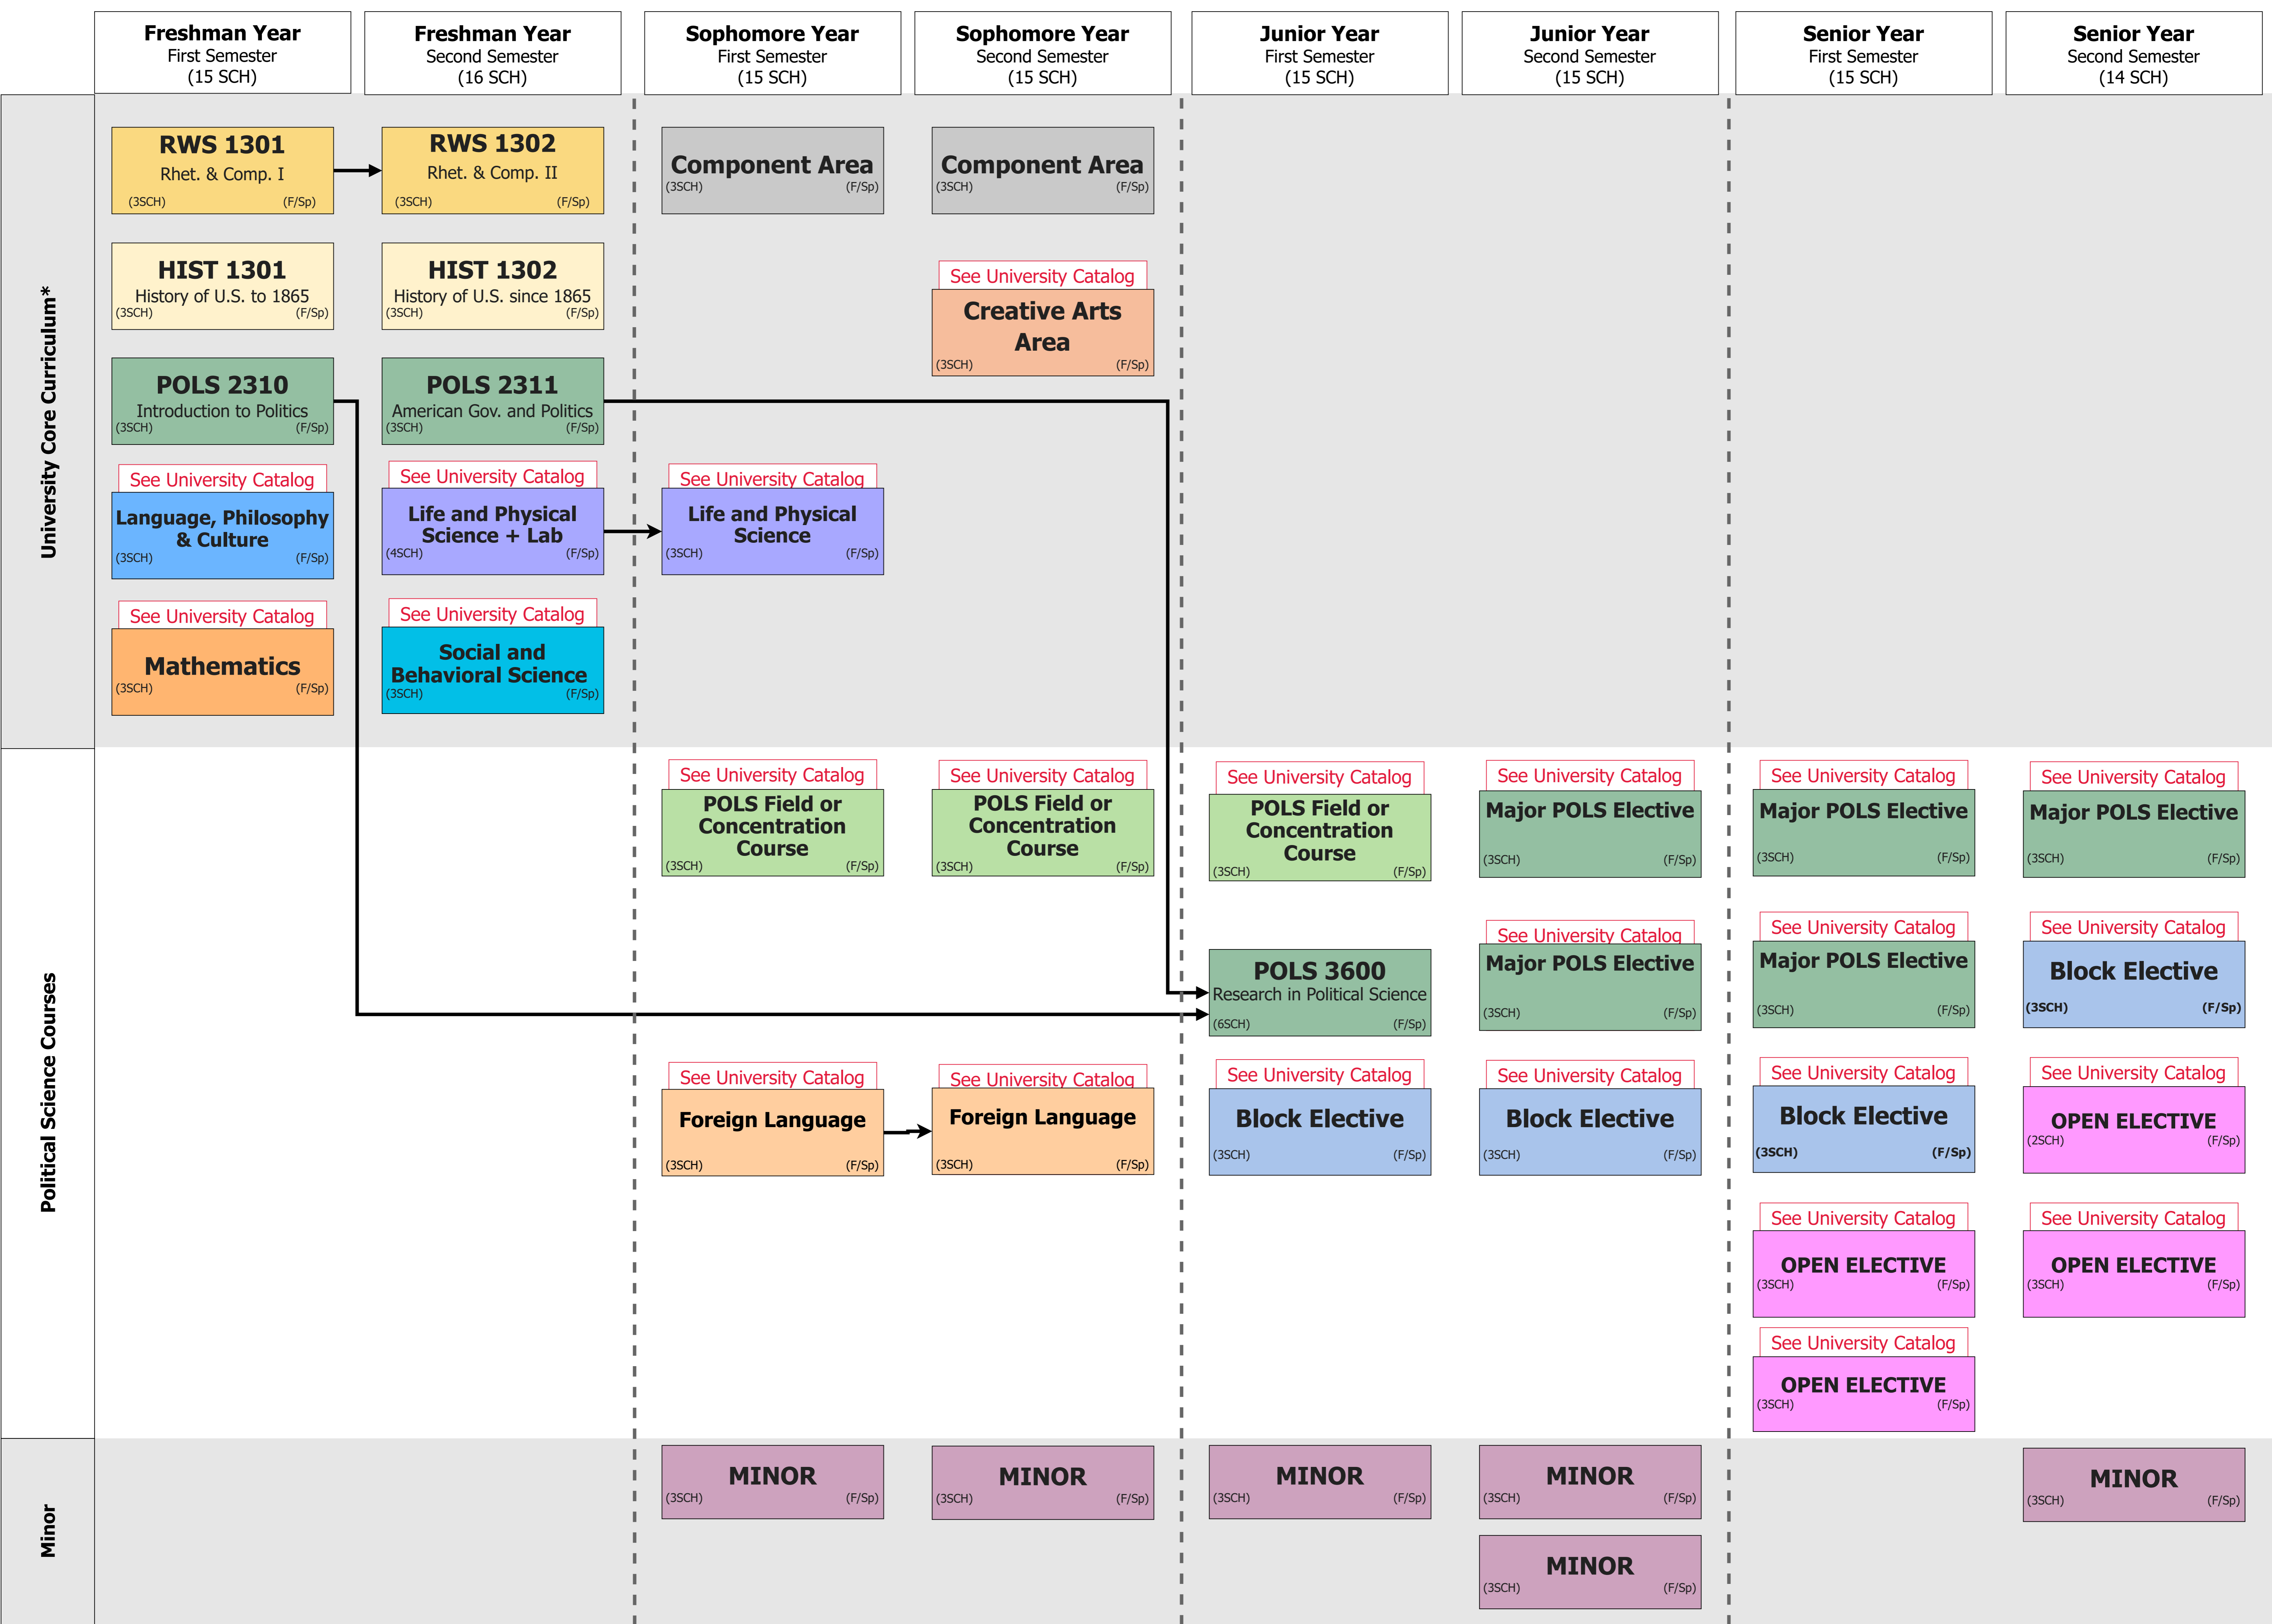 Freshman Year
First Semester
(15 SCH)
Freshman Year
Second Semester
(16 SCH)
Sophomore Year
First Semester
(15 SCH)
Sophomore Year
Second Semester
(15 SCH)
Junior Year
First Semester
(15 SCH)
Junior Year
Second Semester
(15 SCH)
Senior Year
First Semester
(15 SCH)
Senior Year
Second Semester
(14 SCH)
University Core Curriculum*
RWS 1301
Rhet. & Comp. I
(3SCH) (F/Sp)
RWS 1302
Rhet. & Comp. II
(3SCH) (F/Sp)
Component Area
(3SCH) (F/Sp)
Component Area
(3SCH) (F/Sp)
HIST 1301
History of U.S. to 1865
(3SCH) (F/Sp)
HIST 1302
History of U.S. since 1865
(3SCH) (F/Sp)
See University Catalog
Creative Arts
Area
(3SCH) (F/Sp)
POLS 2310
Introduction to Politics
(3SCH) (F/Sp)
POLS 2311
American Gov. and Politics
(3SCH) (F/Sp)
See University Catalog
Language, Philosophy
& Culture
(3SCH) (F/Sp)
See University Catalog
Life and Physical
Science + Lab
(4SCH) (F/Sp)
See University Catalog
Life and Physical
Science
(3SCH) (F/Sp)
See University Catalog
Mathematics
(3SCH) (F/Sp)
See University Catalog
Social and
Behavioral Science
(3SCH) (F/Sp)
Political Science Courses
See University Catalog
POLS Field or
Concentration
Course
(3SCH) (F/Sp)
See University Catalog
POLS Field or
Concentration
Course
(3SCH) (F/Sp)
See University Catalog
POLS Field or
Concentration
Course
(3SCH) (F/Sp)
See University Catalog
Major POLS Elective
(3SCH) (F/Sp)
See University Catalog
Major POLS Elective
(3SCH) (F/Sp)
See University Catalog
Major POLS Elective
(3SCH) (F/Sp)
POLS 3600
Research in Political Science
(6SCH) (F/Sp)
See University Catalog
Major POLS Elective
(3SCH) (F/Sp)
See University Catalog
Major POLS Elective
(3SCH) (F/Sp)
See University Catalog
Block Elective
(3SCH) (F/Sp)
See University Catalog
Foreign Language
(3SCH) (F/Sp)
See University Catalog
Foreign Language
(3SCH) (F/Sp)
See University Catalog
Block Elective
(3SCH) (F/Sp)
See University Catalog
Block Elective
(3SCH) (F/Sp)
See University Catalog
Block Elective
(3SCH) (F/Sp)
See University Catalog
OPEN ELECTIVE
(2SCH) (F/Sp)
See University Catalog
OPEN ELECTIVE
(3SCH) (F/Sp)
See University Catalog
OPEN ELECTIVE
(3SCH) (F/Sp)
See University Catalog
OPEN ELECTIVE
(3SCH) (F/Sp)
Minor
MINOR
(3SCH) (F/Sp)
MINOR
(3SCH) (F/Sp)
MINOR
(3SCH) (F/Sp)
MINOR
(3SCH) (F/Sp)
MINOR
(3SCH) (F/Sp)
MINOR
(3SCH) (F/Sp)